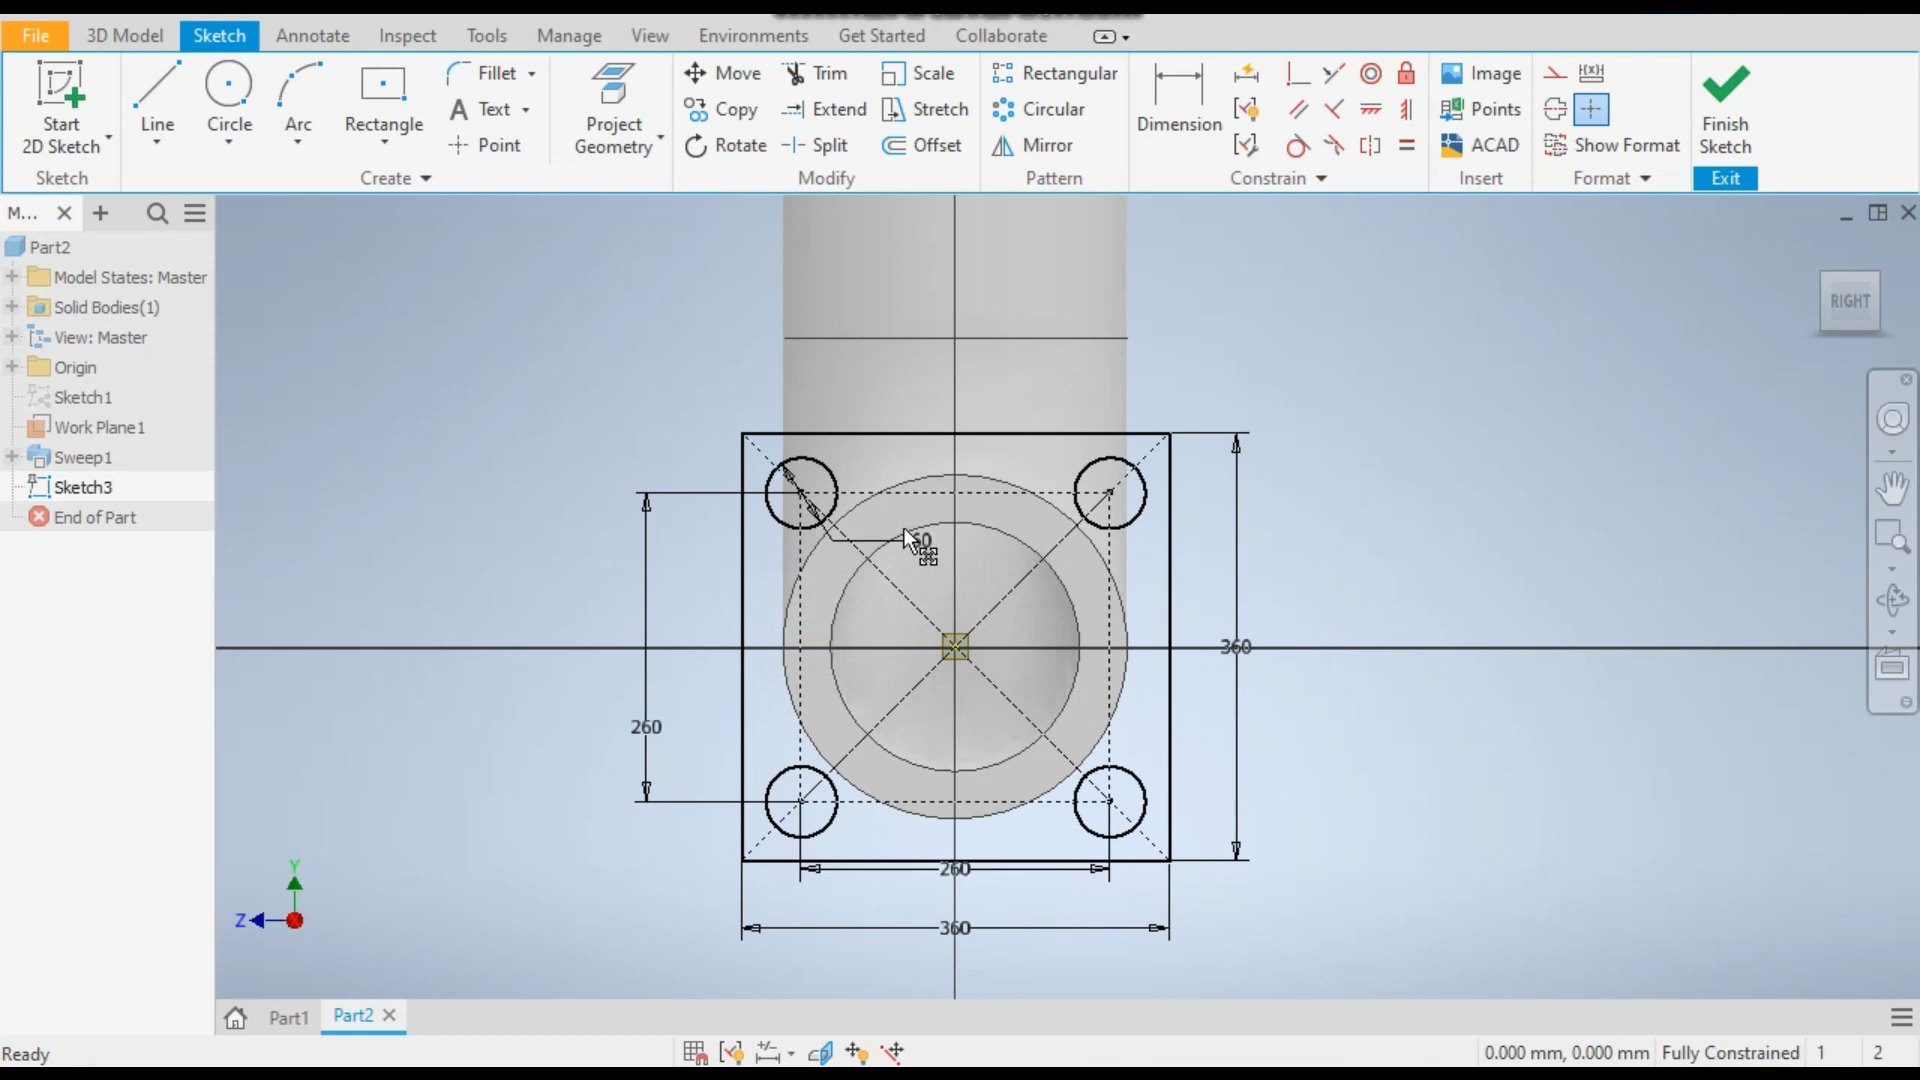 File 3D Model Sketch Annotate Inspect Tools Manage View Environments Get Started Collaborate
Start
2D Sketch
Line
Circle
Arc
Rectangle
Fillet
Text
Point
Project
Geometry
Move
Copy
Rotate
Trim
Extend
Split
Scale
Stretch
Offset
Rectangular
Circular
Mirror
Dimension
Image
Points
ACAD
Show Format
Finish
Sketch
Sketch Create Modify Pattern Constrain Insert Format Exit
M...
Part2
Model States: Master
Solid Bodies(1)
View: Master
Origin
Sketch1
Work Plane1
Sweep1
Sketch3
End of Part
RIGHT
360
260
260
360
Y
Z
Part1 Part2
Ready
0.000 mm, 0.000 mm Fully Constrained 1 2